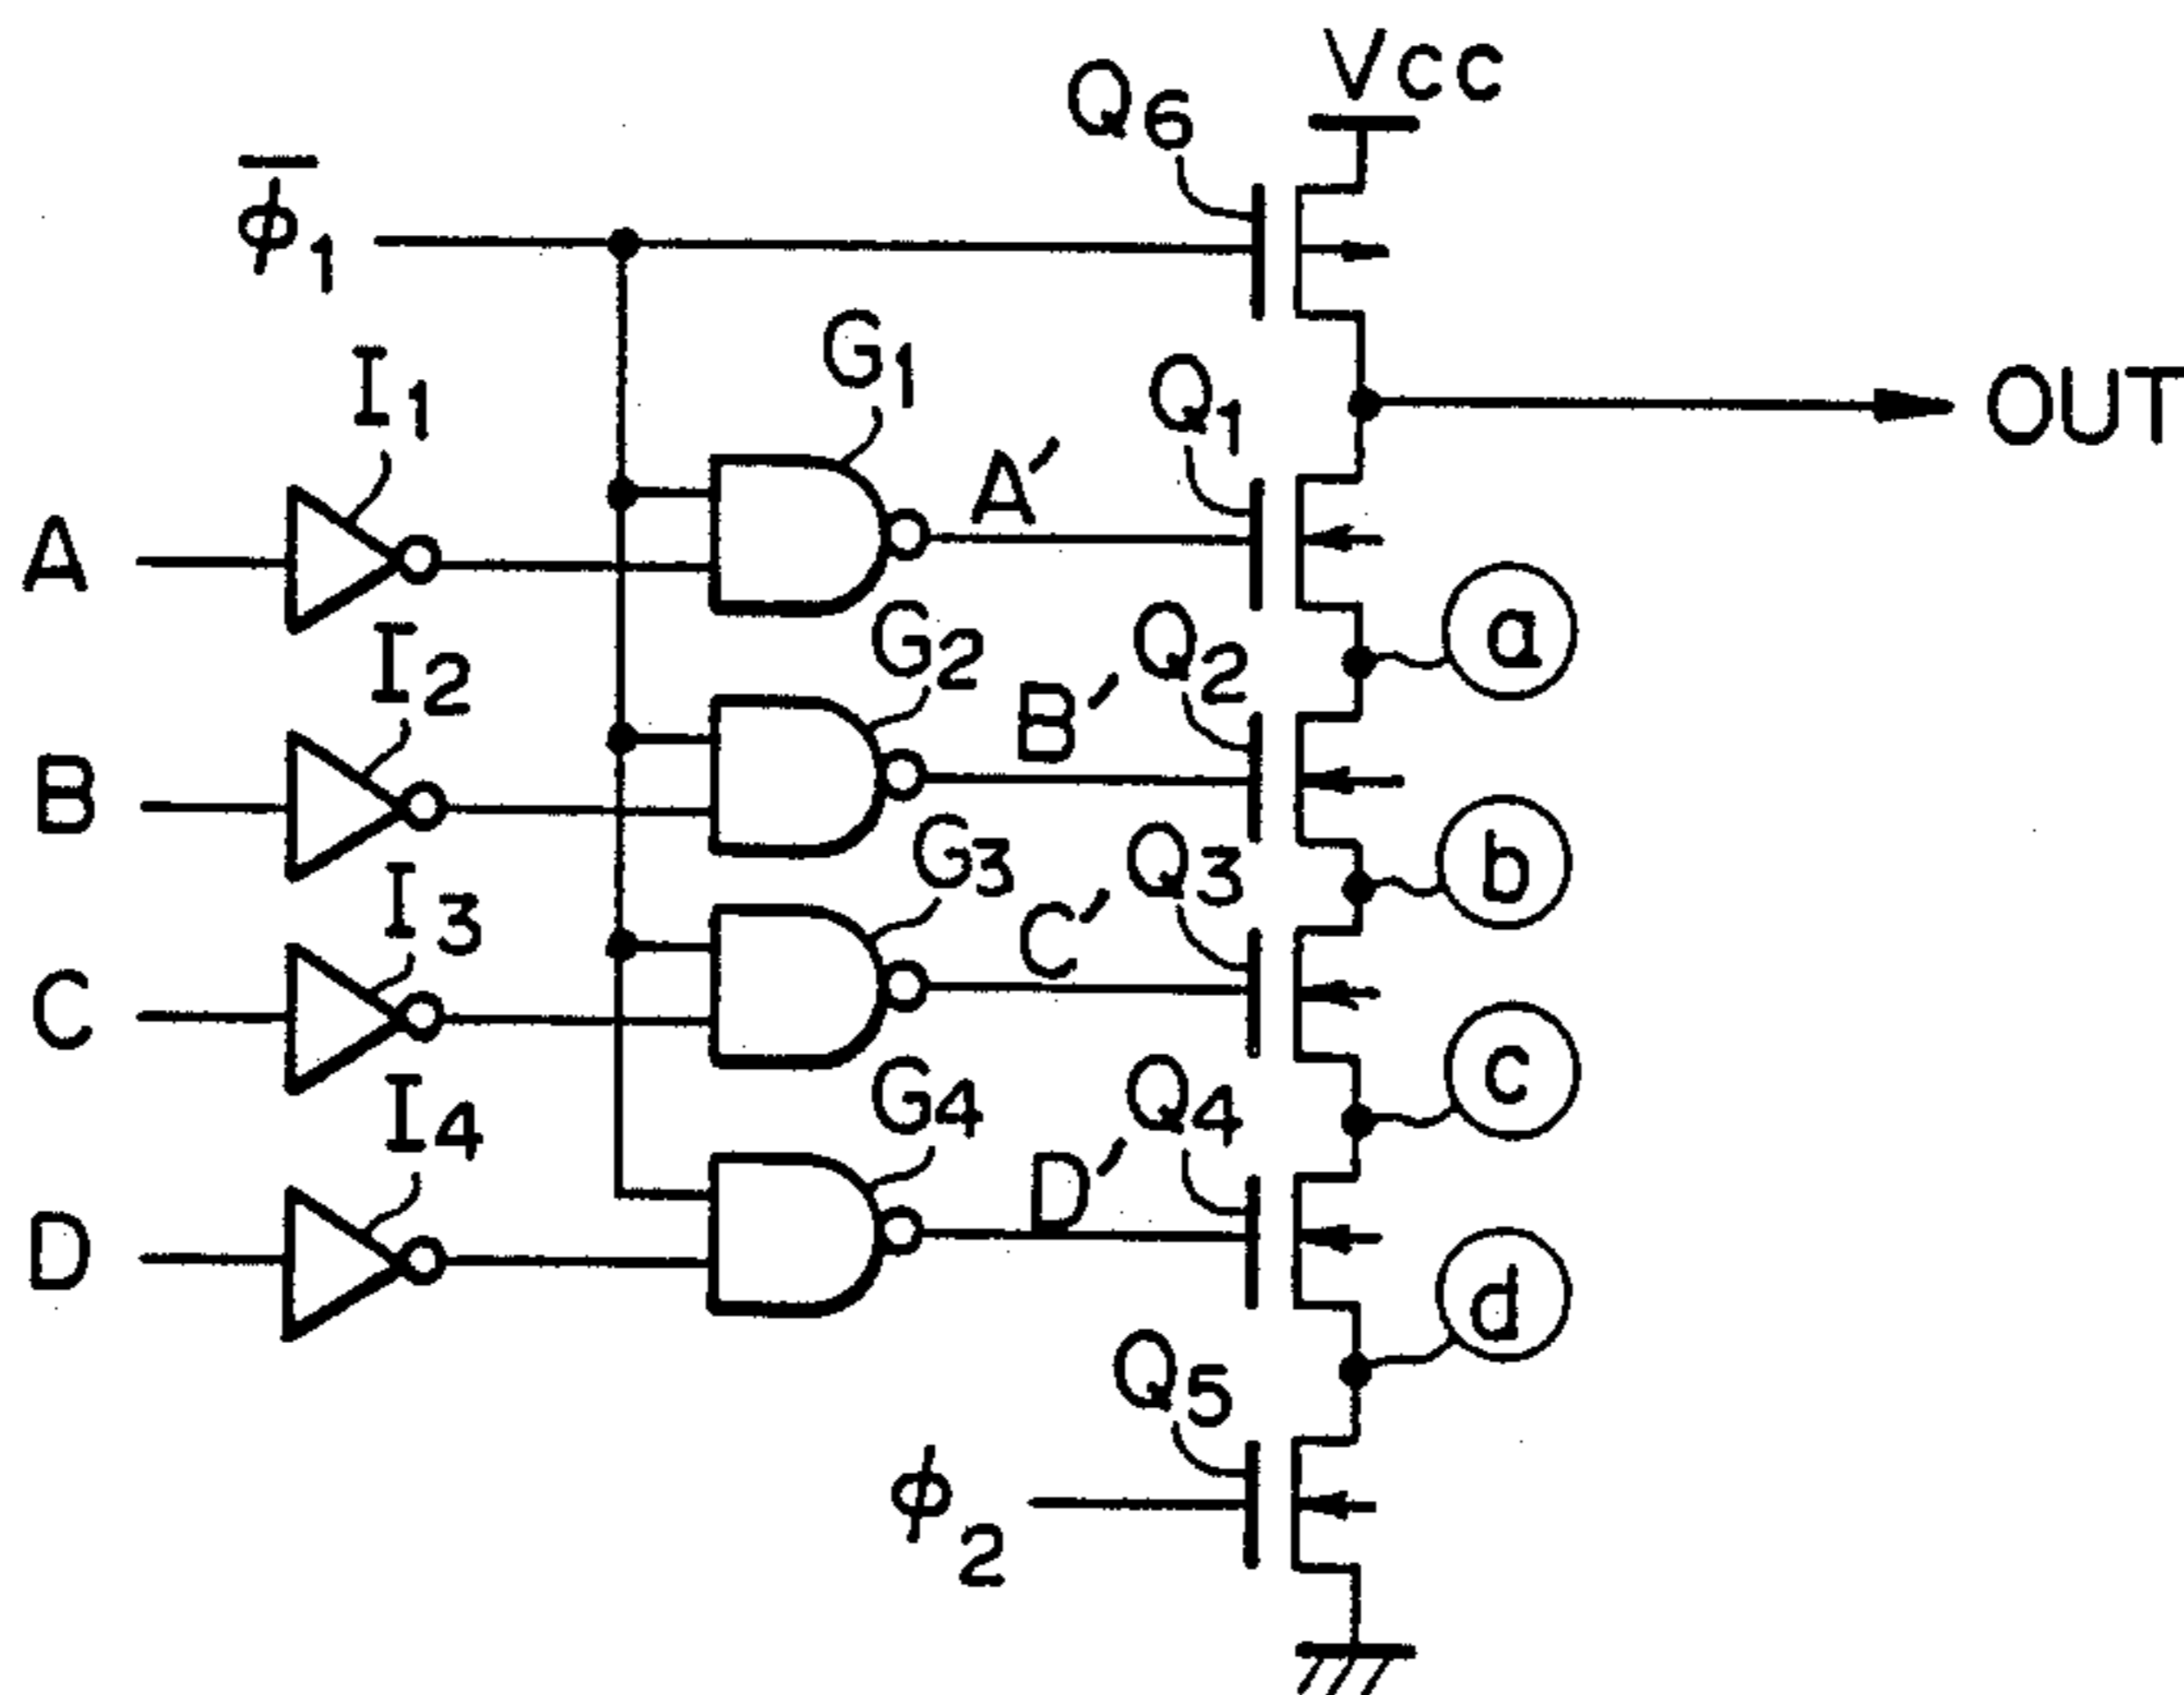 Vcc
Q6
φ̅1
G1
I1
Q1
OUT
A′
A
a
G2
Q2
I2
B′
B
b
G3
Q3
I3
C′
C
c
G4
Q4
I4
D′
D
d
Q5
φ2